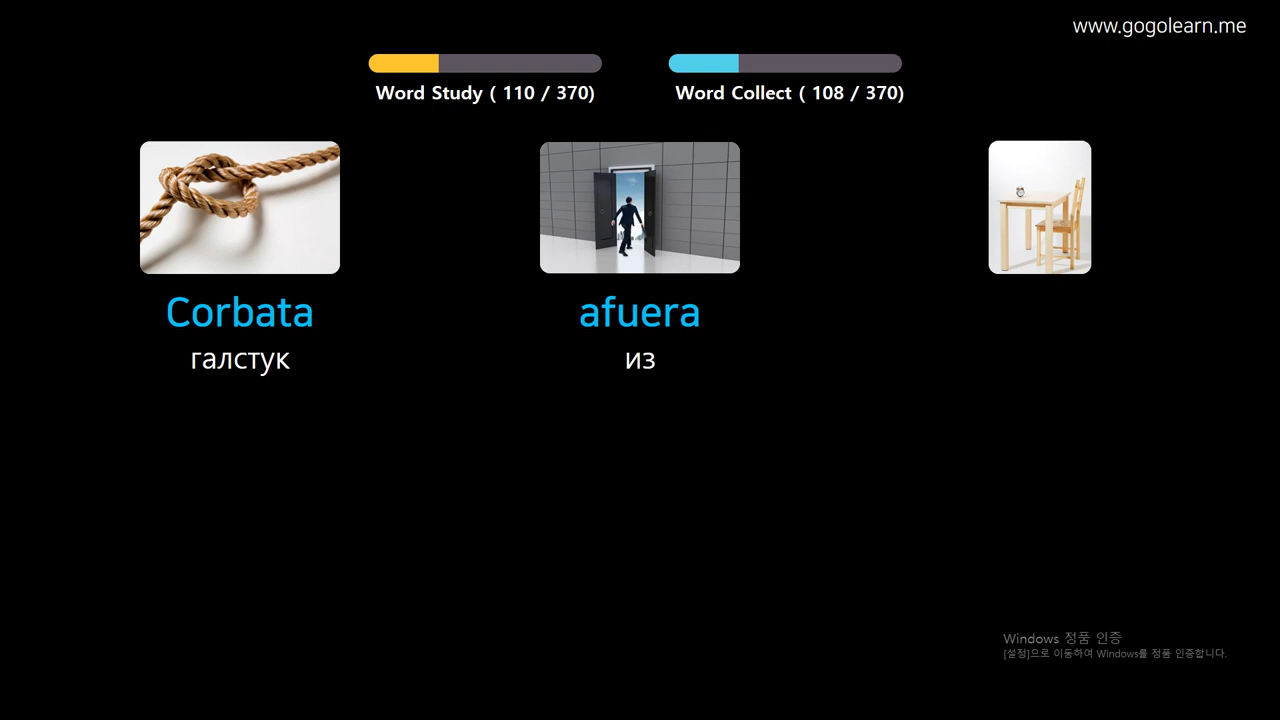 www.gogolearn.me
Word Study ( 110 / 370)
Word Collect ( 108 / 370)
Corbata
afuera
галстук
из
Windows 정품 인증
[설정]으로 이동하여 Windows를 정품 인증합니다.